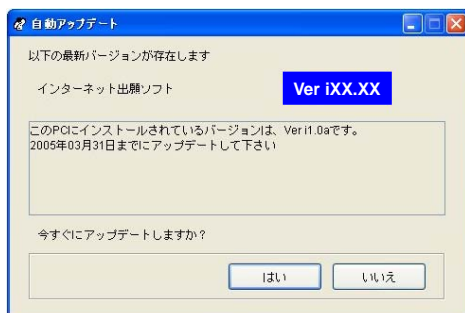 自動アップデート
以下の最新バージョンが存在します
インターネット出願ソフト Ver iXX.XX
このPCにインストールされているバージョンは、Ver i1.0aです。
2005年03月31日までにアップデートして下さい
今すぐにアップデートしますか？
はい いいえ